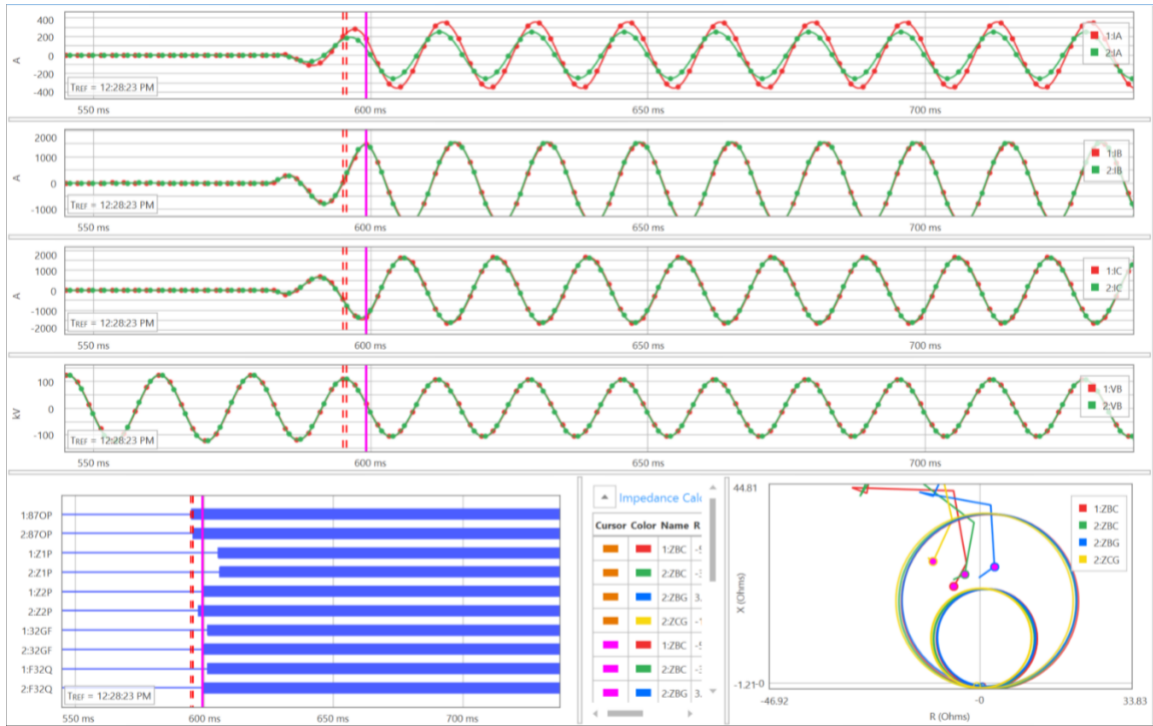 400
200
A
0
-200
-400
1:IA
2:IA
TREF = 12:28:23 PM
550 ms
600 ms
650 ms
700 ms
2000
1000
A
0
-1000
1:IB
2:IB
TREF = 12:28:23 PM
550 ms
600 ms
650 ms
700 ms
2000
1000
A
0
-1000
-2000
1:IC
2:IC
TREF = 12:28:23 PM
550 ms
600 ms
650 ms
700 ms
100
kV
0
-100
1:VB
2:VB
TREF = 12:28:23 PM
550 ms
600 ms
650 ms
700 ms
1:87OP
2:87OP
1:Z1P
2:Z1P
1:Z2P
2:Z2P
1:32GF
2:32GF
1:F32Q
2:F32Q
TREF = 12:28:23 PM
550 ms
600 ms
650 ms
700 ms
Impedance Calc
Cursor Color Name R
1:ZBC
2:ZBC
2:ZBG 3.
2:ZCG
1:ZBC
2:ZBC
2:ZBG 3.
44.81
X (Ohms)
-1.21-0
-46.92
-0
33.83
R (Ohms)
1:ZBC
2:ZBC
2:ZBG
2:ZCG